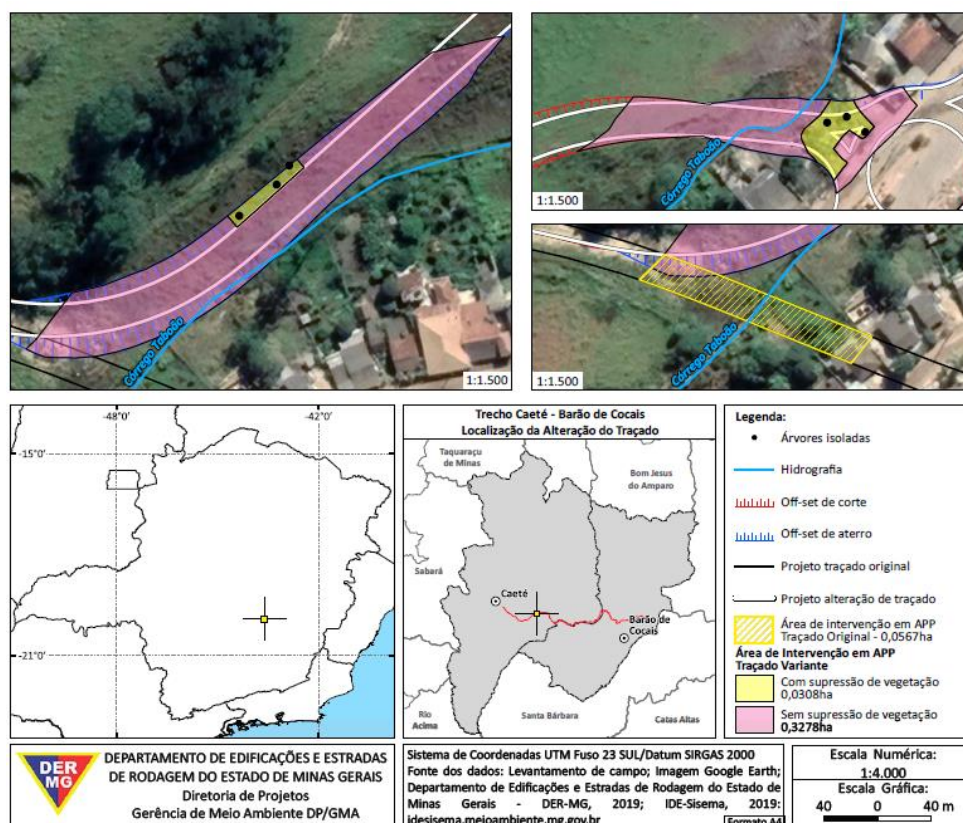 Córrego Taboão
1:1.500
Córrego Taboão
1:1.500
Córrego Taboão
1:1.500
-48°0'
-42°0'
-15°0'
-21°0'
Trecho Caeté - Barão de Cocais
Localização da Alteração do Traçado
Taquaraçu
de Minas
Bom Jesus
do Amparo
Sabará
Caeté
Barão de
Cocais
Rio
Acima
Santa Bárbara
Catas Altas
Legenda:
Árvores isoladas
Hidrografia
Off-set de corte
Off-set de aterro
Projeto traçado original
Projeto alteração de traçado
Área de intervenção em APP
Traçado Original - 0,0567ha
Área de Intervenção em APP
Traçado Variante
Com supressão de vegetação
0,0308ha
Sem supressão de vegetação
0,3278ha
DER
MG
DEPARTAMENTO DE EDIFICAÇÕES E ESTRADAS
DE RODAGEM DO ESTADO DE MINAS GERAIS
Diretoria de Projetos
Gerência de Meio Ambiente DP/GMA
Sistema de Coordenadas UTM Fuso 23 SUL/Datum SIRGAS 2000
Fonte dos dados: Levantamento de campo; Imagem Google Earth;
Departamento de Edificações e Estradas de Rodagem do Estado de
Minas Gerais - DER-MG, 2019; IDE-Sisema, 2019:
idesisema.meioambiente.mg.gov.br
Formato A4
Escala Numérica:
1:4.000
Escala Gráfica:
40 0 40 m